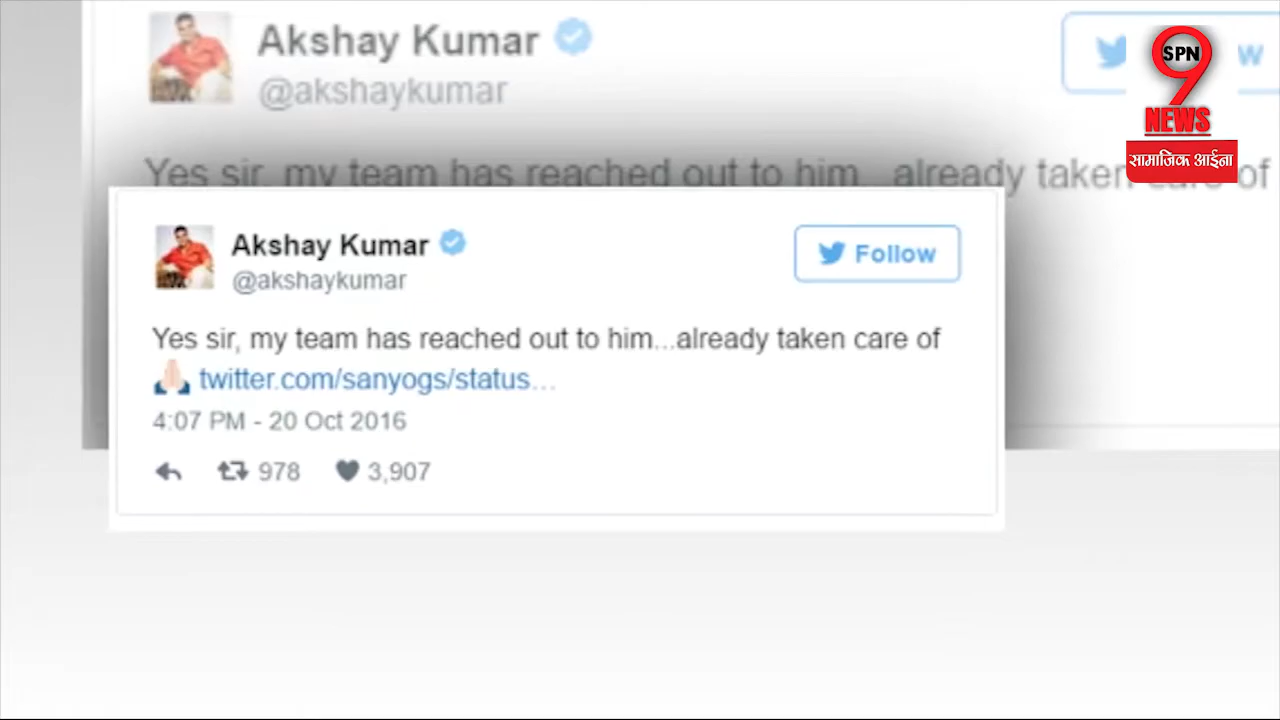 Akshay Kumar
@akshaykumar
Yes sir, my team has reached out to him...already taken care of
SPN
9
NEWS
सामाजिक आईना
Akshay Kumar
@akshaykumar
Follow
Yes sir, my team has reached out to him...already taken care of
🙏🏻 twitter.com/sanyogs/status...
4:07 PM - 20 Oct 2016
978 3,907